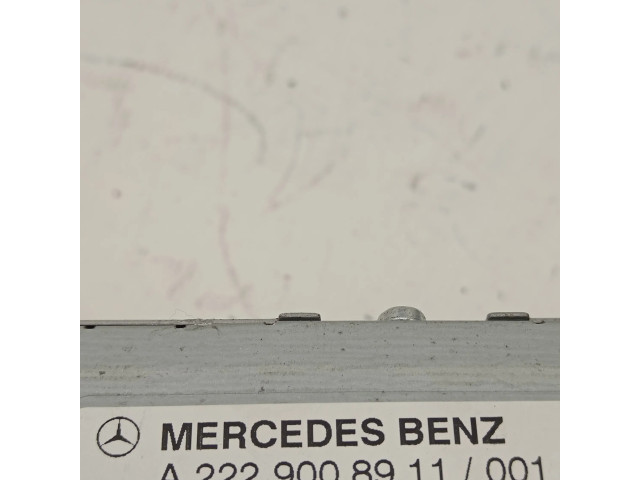 MERCEDES BENZ
A 222 900 89 11 / 001